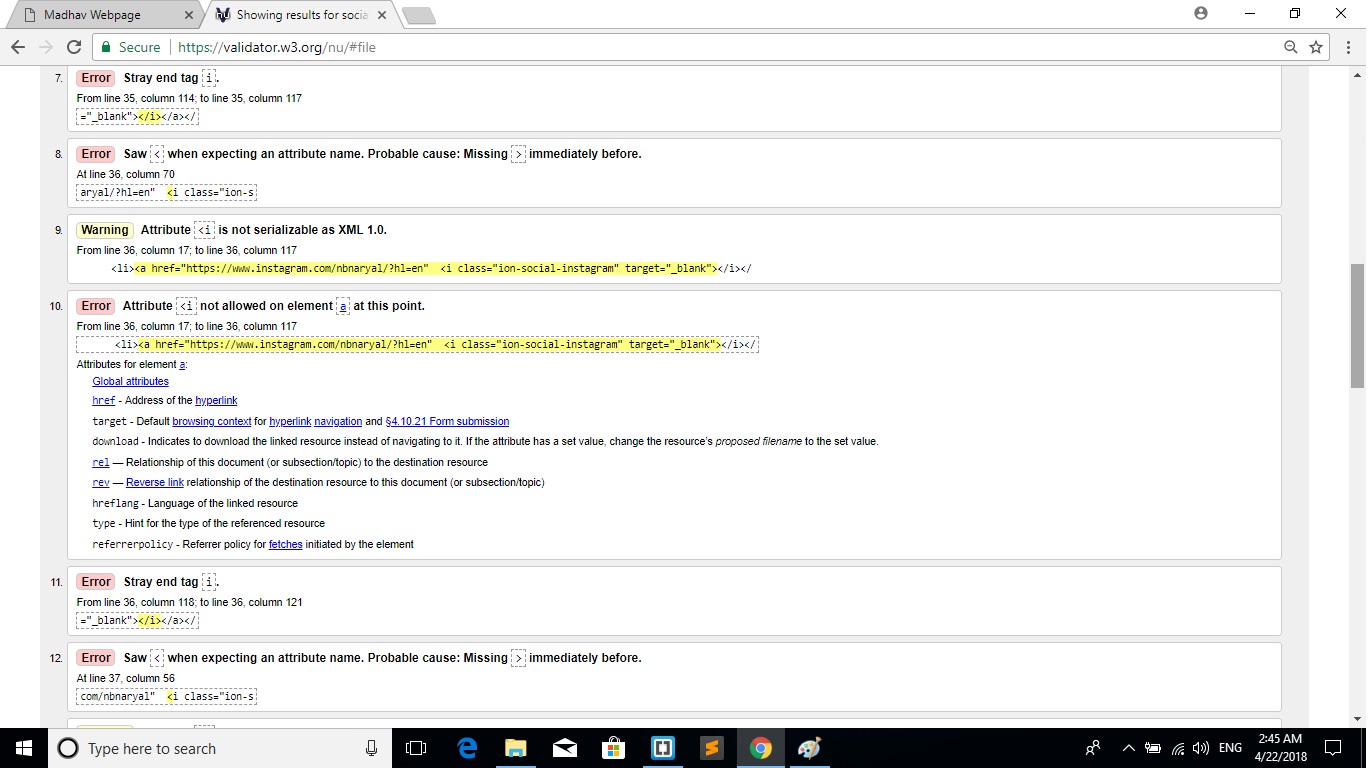 Madhav Webpage
Showing results for socia
Secure | https://validator.w3.org/nu/#file
7. Error Stray end tag i.
From line 35, column 114; to line 35, column 117
="_blank"></i></a></
8. Error Saw < when expecting an attribute name. Probable cause: Missing > immediately before.
At line 36, column 70
aryal/?hl=en" <i class="ion-s
9. Warning Attribute <i is not serializable as XML 1.0.
From line 36, column 17; to line 36, column 117
<li><a href="https://www.instagram.com/nbnaryal/?hl=en" <i class="ion-social-instagram" target="_blank"></i></
10. Error Attribute <i not allowed on element a at this point.
From line 36, column 17; to line 36, column 117
<li><a href="https://www.instagram.com/nbnaryal/?hl=en" <i class="ion-social-instagram" target="_blank"></i></
Attributes for element a:
Global attributes
href - Address of the hyperlink
target - Default browsing context for hyperlink navigation and §4.10.21 Form submission
download - Indicates to download the linked resource instead of navigating to it. If the attribute has a set value, change the resource's proposed filename to the set value.
rel — Relationship of this document (or subsection/topic) to the destination resource
rev — Reverse link relationship of the destination resource to this document (or subsection/topic)
hreflang - Language of the linked resource
type - Hint for the type of the referenced resource
referrerpolicy - Referrer policy for fetches initiated by the element
11. Error Stray end tag i.
From line 36, column 118; to line 36, column 121
="_blank"></i></a></
12. Error Saw < when expecting an attribute name. Probable cause: Missing > immediately before.
At line 37, column 56
com/nbnaryal" <i class="ion-s
Type here to search
ENG
2:45 AM
4/22/2018